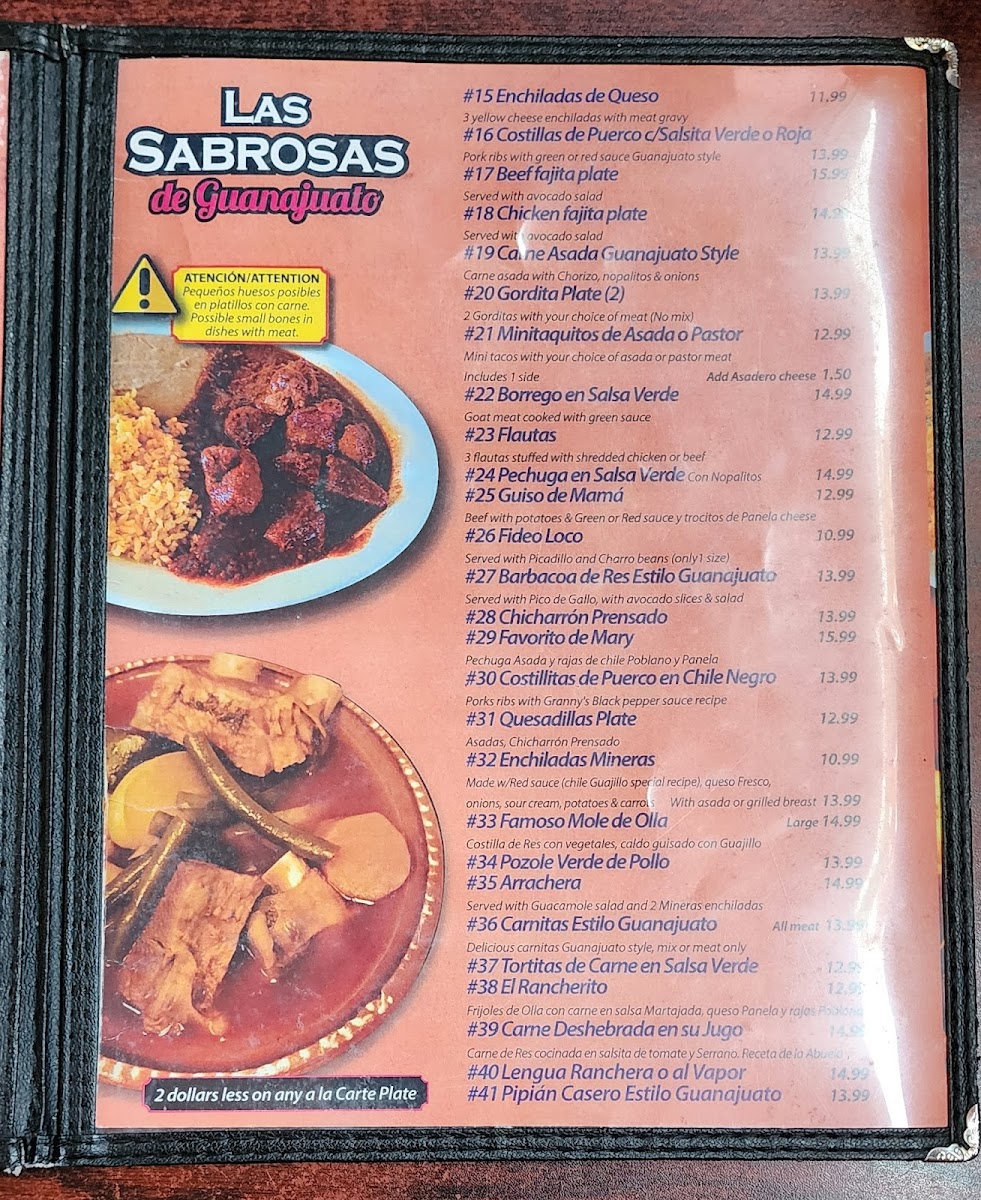 LAS
SABROSAS
de Guanajuato
ATENCIÓN/ATTENTION
Pequeños huesos posibles
en platillos con carne.
Possible small bones in
dishes with meat.
2 dollars less on any a la Carte Plate
#15 Enchiladas de Queso 11.99
3 yellow cheese enchiladas with meat gravy
#16 Costillas de Puerco c/Salsita Verde o Roja
Pork ribs with green or red sauce Guanajuato style 13.99
#17 Beef fajita plate 15.99
Served with avocado salad
#18 Chicken fajita plate 14.99
Served with avocado salad
#19 Carne Asada Guanajuato Style 13.99
Carne asada with Chorizo, nopalitos & onions
#20 Gordita Plate (2) 13.99
2 Gorditas with your choice of meat (No mix)
#21 Minitaquitos de Asada o Pastor 12.99
Mini tacos with your choice of asada or pastor meat
Includes 1 side Add Asadero cheese 1.50
#22 Borrego en Salsa Verde 14.99
Goat meat cooked with green sauce
#23 Flautas 12.99
3 flautas stuffed with shredded chicken or beef
#24 Pechuga en Salsa Verde Con Nopalitos 14.99
#25 Guiso de Mamá 12.99
Beef with potatoes & Green or Red sauce y trocitos de Panela cheese
#26 Fideo Loco 10.99
Served with Picadillo and Charro beans (only1 size)
#27 Barbacoa de Res Estilo Guanajuato 13.99
Served with Pico de Gallo, with avocado slices & salad
#28 Chicharrón Prensado 13.99
#29 Favorito de Mary 15.99
Pechuga Asada y rajas de chile Poblano y Panela
#30 Costillitas de Puerco en Chile Negro 13.99
Porks ribs with Granny's Black pepper sauce recipe
#31 Quesadillas Plate 12.99
Asadas, Chicharrón Prensado
#32 Enchiladas Mineras 10.99
Made w/Red sauce (chile Guajillo special recipe), queso Fresco,
onions, sour cream, potatoes & carrots With asada or grilled breast 13.99
#33 Famoso Mole de Olla Large 14.99
Costilla de Res con vegetales, caldo guisado con Guajillo
#34 Pozole Verde de Pollo 13.99
#35 Arrachera 14.99
Served with Guacamole salad and 2 Mineras enchiladas
#36 Carnitas Estilo Guanajuato All meat 13.99
Delicious carnitas Guanajuato style, mix or meat only
#37 Tortitas de Carne en Salsa Verde 12.99
#38 El Rancherito 12.99
Frijoles de Olla con carne en salsa Martajada, queso Panela y rajas Poblano
#39 Carne Deshebrada en su Jugo 14.99
Carne de Res cocinada en salsita de tomate y Serrano. Receta de la Abuela
#40 Lengua Ranchera o al Vapor 14.99
#41 Pipián Casero Estilo Guanajuato 13.99